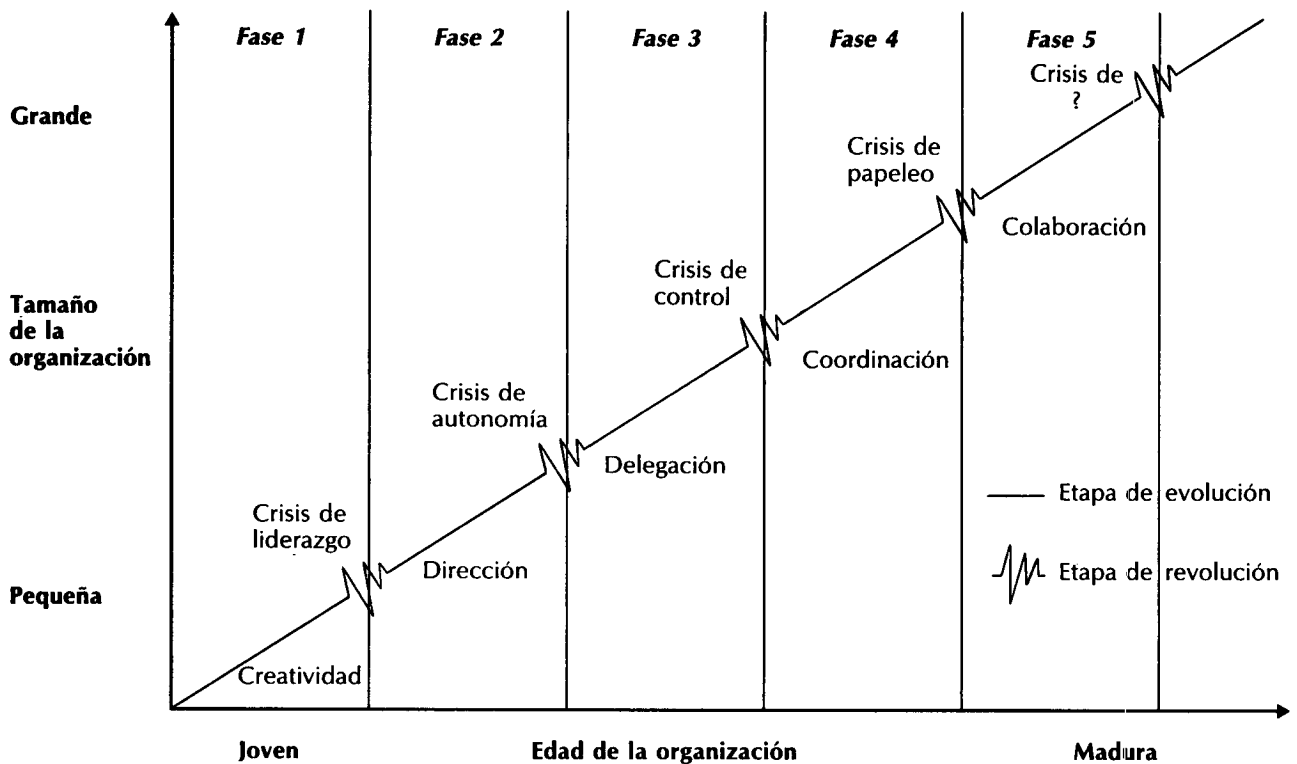 Fase 1
Fase 2
Fase 3
Fase 4
Fase 5
Crisis de
?
Grande
Crisis de
papeleo
Colaboración
Crisis de
control
Tamaño
de la
organización
Coordinación
Crisis de
autonomía
Delegación
Etapa de evolución
Crisis de
liderazgo
Dirección
Etapa de revolución
Pequeña
Creatividad
Joven
Edad de la organización
Madura